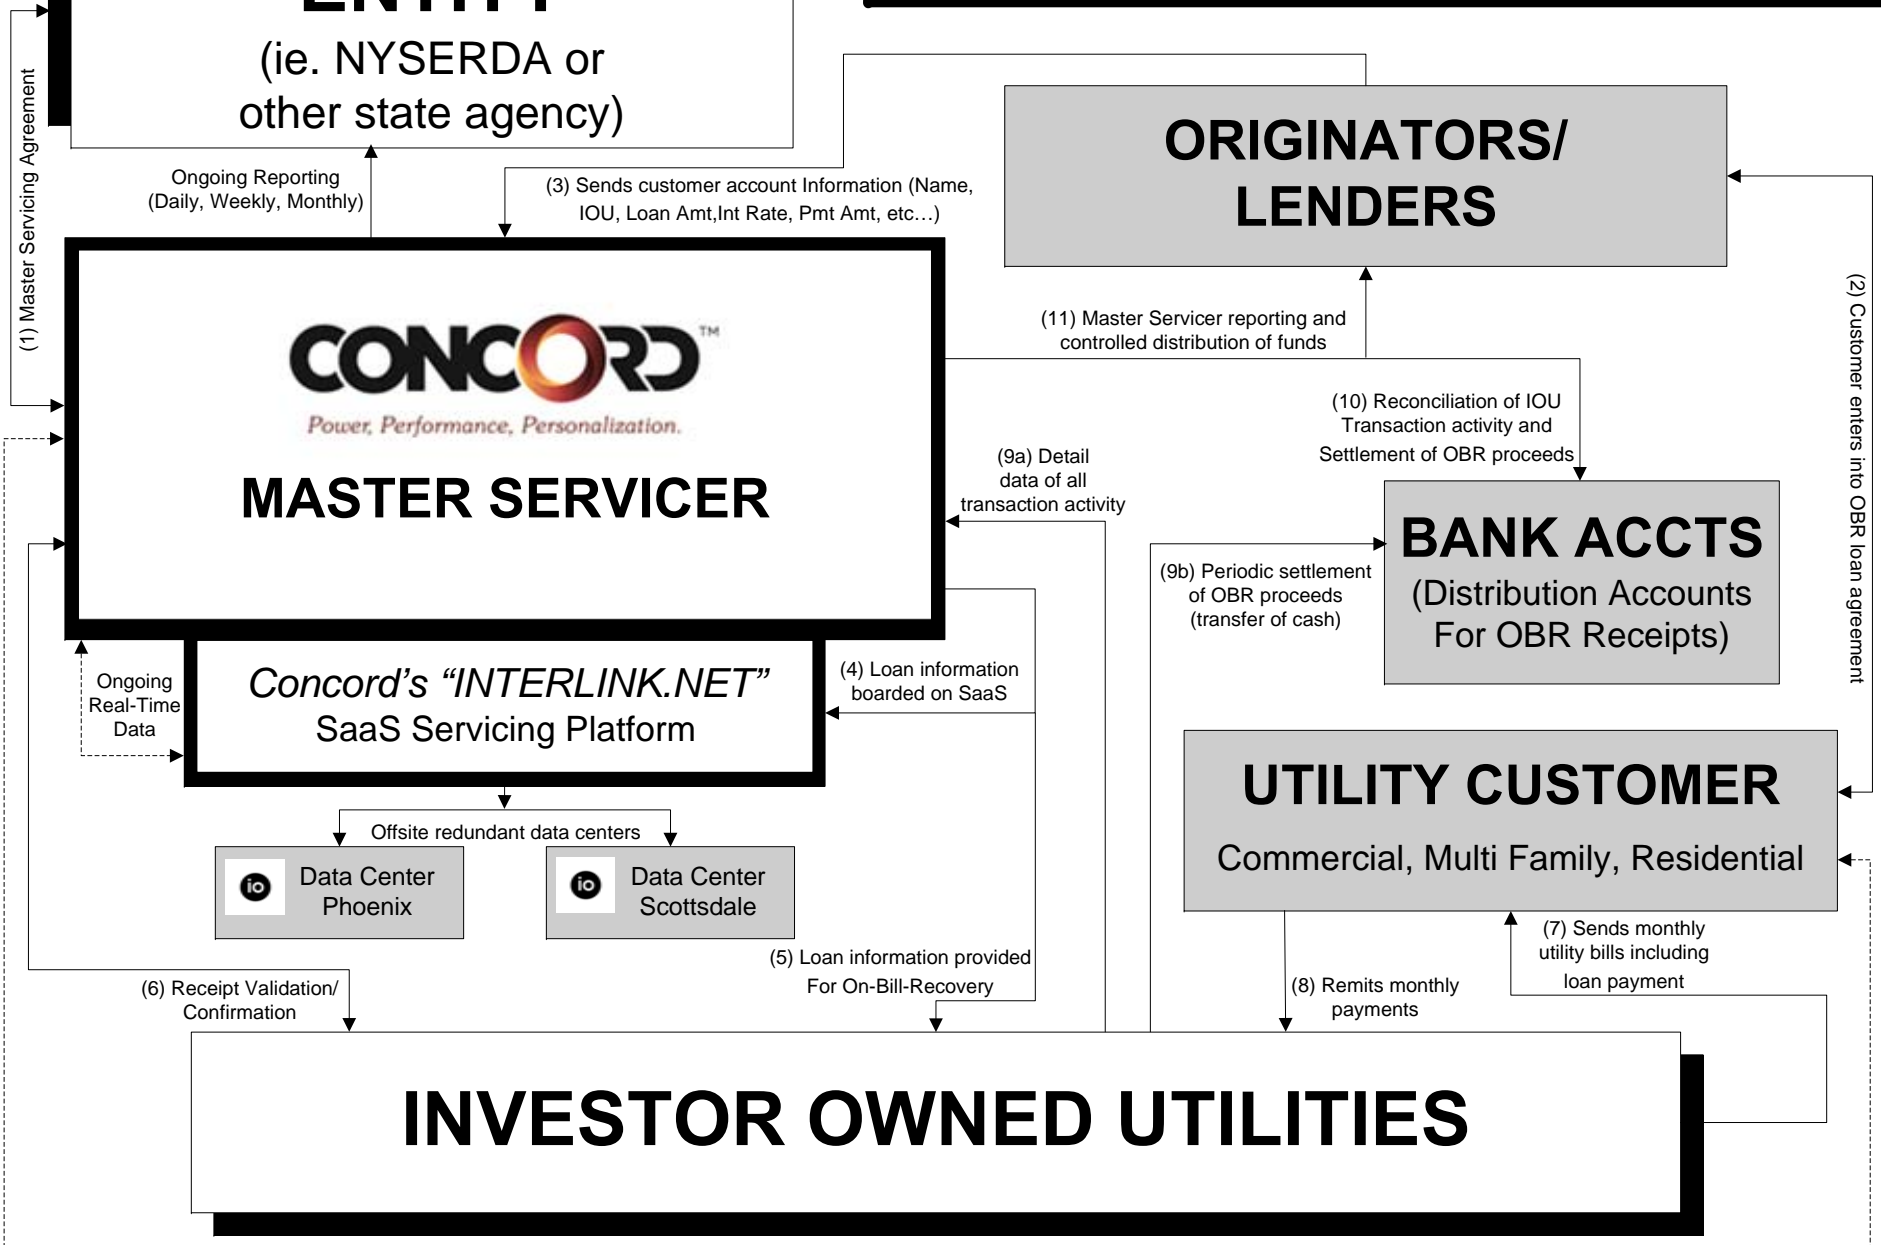 ENTITY
(ie. NYSERDA or
other state agency)
(1) Master Servicing Agreement
Ongoing Reporting
(Daily, Weekly, Monthly)
(3) Sends customer account Information (Name,
IOU, Loan Amt,Int Rate, Pmt Amt, etc…)
ORIGINATORS/
LENDERS
(2) Customer enters into OBR loan agreement
CONCORD™
Power, Performance, Personalization.
MASTER SERVICER
(11) Master Servicer reporting and
controlled distribution of funds
(10) Reconciliation of IOU
Transaction activity and
Settlement of OBR proceeds
(9a) Detail
data of all
transaction activity
BANK ACCTS
(Distribution Accounts
For OBR Receipts)
(9b) Periodic settlement
of OBR proceeds
(transfer of cash)
Ongoing
Real-Time
Data
Concord's “INTERLINK.NET”
SaaS Servicing Platform
(4) Loan information
boarded on SaaS
UTILITY CUSTOMER
Commercial, Multi Family, Residential
Offsite redundant data centers
io
Data Center
Phoenix
io
Data Center
Scottsdale
(5) Loan information provided
For On-Bill-Recovery
(6) Receipt Validation/
Confirmation
(7) Sends monthly
utility bills including
loan payment
(8) Remits monthly
payments
INVESTOR OWNED UTILITIES